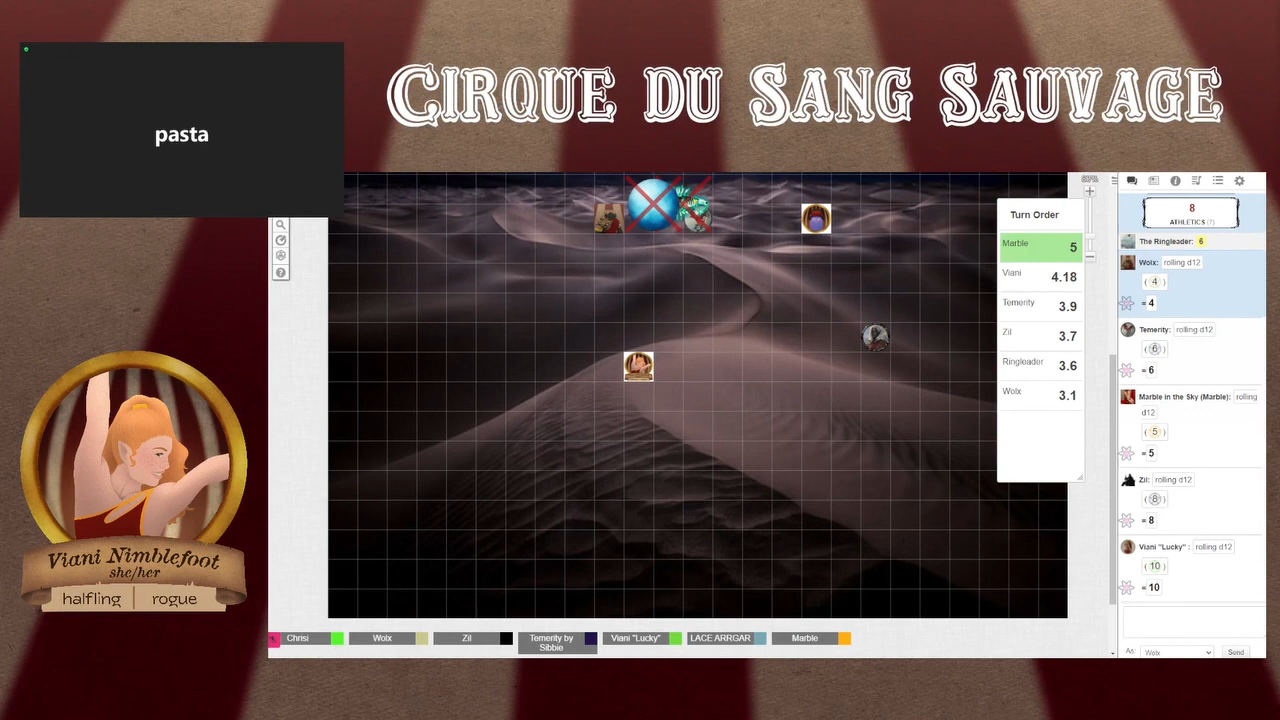 CIRQUE DU SANG SAUVAGE
pasta
Viani Nimblefoot
she/her
halfling | rogue
Turn Order
Marble 5
Viani 4.18
Temerity 3.9
Zil 3.7
Ringleader 3.6
Wolx 3.1
8
ATHLETICS (7)
The Ringleader: 6
Wolx: rolling d12
(4)
= 4
Temerity: rolling d12
(6)
= 6
Marble in the Sky (Marble): rolling
d12
(5)
= 5
Zil: rolling d12
(8)
= 8
Viani "Lucky" : rolling d12
(10)
= 10
As: Wolx Send
Chrisi
Wolx
Zil
Temerity by
Sibbie
Viani "Lucky"
LACE ARRGAR
Marble